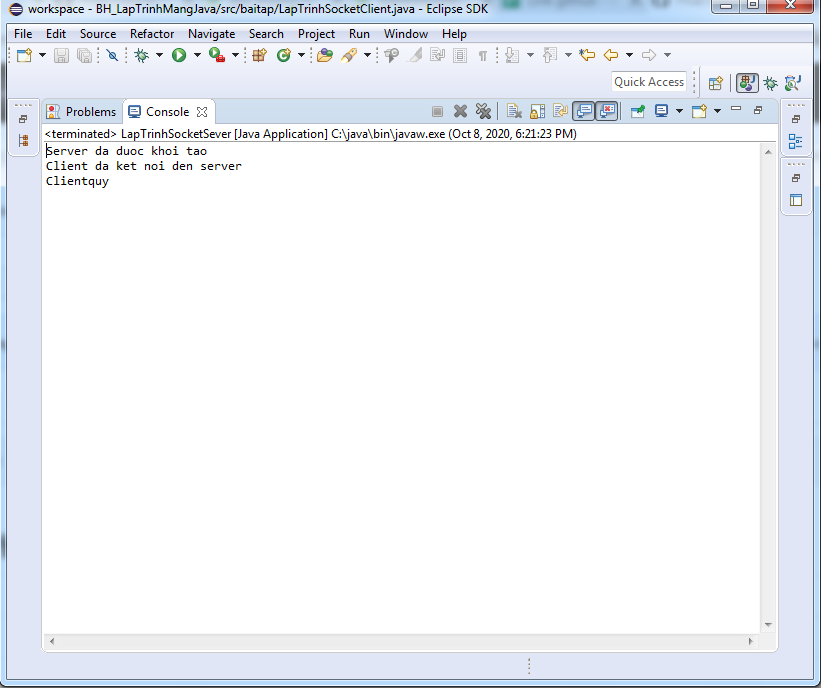 workspace - BH_LapTrinhMangJava/src/baitap/LapTrinhSocketClient.java - Eclipse SDK
File Edit Source Refactor Navigate Search Project Run Window Help
Quick Access
Problems Console
<terminated> LapTrinhSocketSever [Java Application] C:\java\bin\javaw.exe (Oct 8, 2020, 6:21:23 PM)
Server da duoc khoi tao
Client da ket noi den server
Clientquy